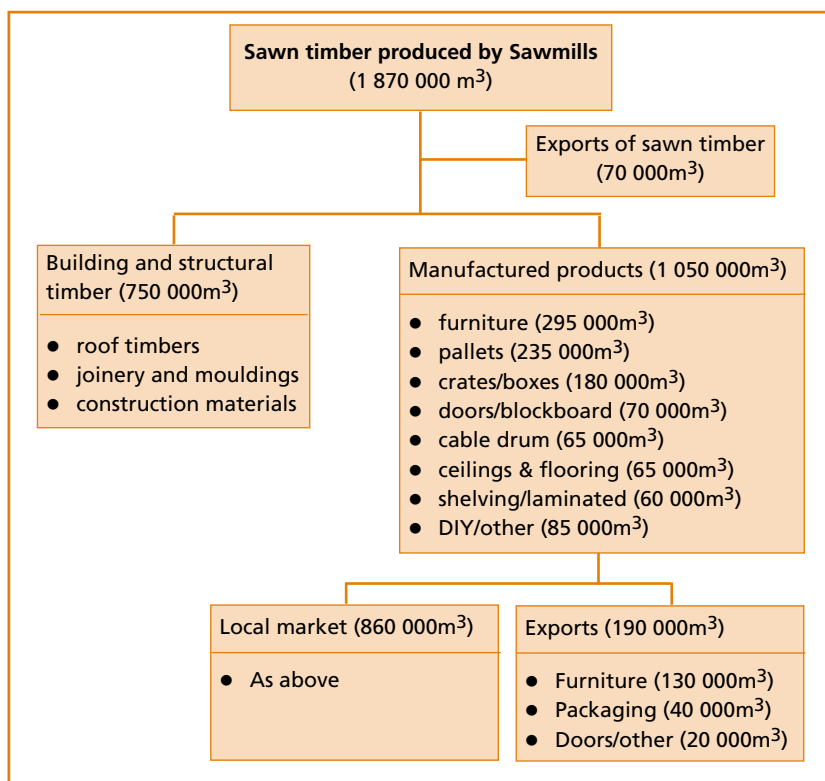 Sawn timber produced by Sawmills
(1 870 000 m³)
Exports of sawn timber
(70 000m³)
Building and structural
timber (750 000m³)
● roof timbers
● joinery and mouldings
● construction materials
Manufactured products (1 050 000m³)
● furniture (295 000m³)
● pallets (235 000m³)
● crates/boxes (180 000m³)
● doors/blockboard (70 000m³)
● cable drum (65 000m³)
● ceilings & flooring (65 000m³)
● shelving/laminated (60 000m³)
● DIY/other (85 000m³)
Local market (860 000m³)
● As above
Exports (190 000m³)
● Furniture (130 000m³)
● Packaging (40 000m³)
● Doors/other (20 000m³)